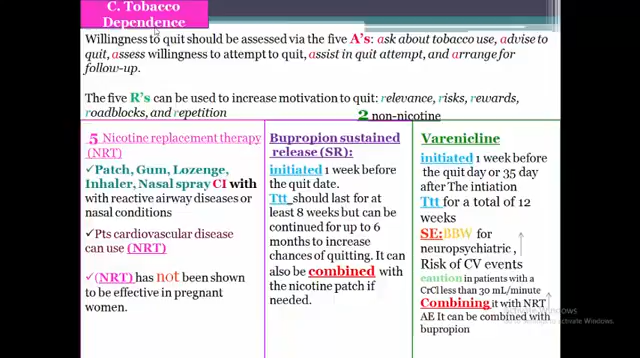 C. Tobacco
Dependence
Willingness to quit should be assessed via the five A's: ask about tobacco use, advise to
quit, assess willingness to attempt to quit, assist in quit attempt, and arrange for
follow-up.
The five R's can be used to increase motivation to quit: relevance, risks, rewards,
roadblocks, and repetition
2 non-nicotine
5 Nicotine replacement therapy
(NRT)
✓Patch, Gum, Lozenge,
Inhaler, Nasal spray CI with
with reactive airway diseases or
nasal conditions
✓Pts cardiovascular disease
can use (NRT)
✓(NRT) has not been shown
to be effective in pregnant
women.
Bupropion sustained
release (SR):
initiated 1 week before
the quit date.
Ttt should last for at
least 8 weeks but can be
continued for up to 6
months to increase
chances of quitting. It can
also be combined with
the nicotine patch if
needed.
Varenicline
initiated 1 week before
the quit day or 35 day
after The intiation
Ttt for a total of 12
weeks
SE:BBW for
neuropsychiatric ,
Risk of CV events
caution in patients with a
CrCl less than 30 mL/minute
Combining it with NRT
AE It can be combined with
bupropion
Activate Windows